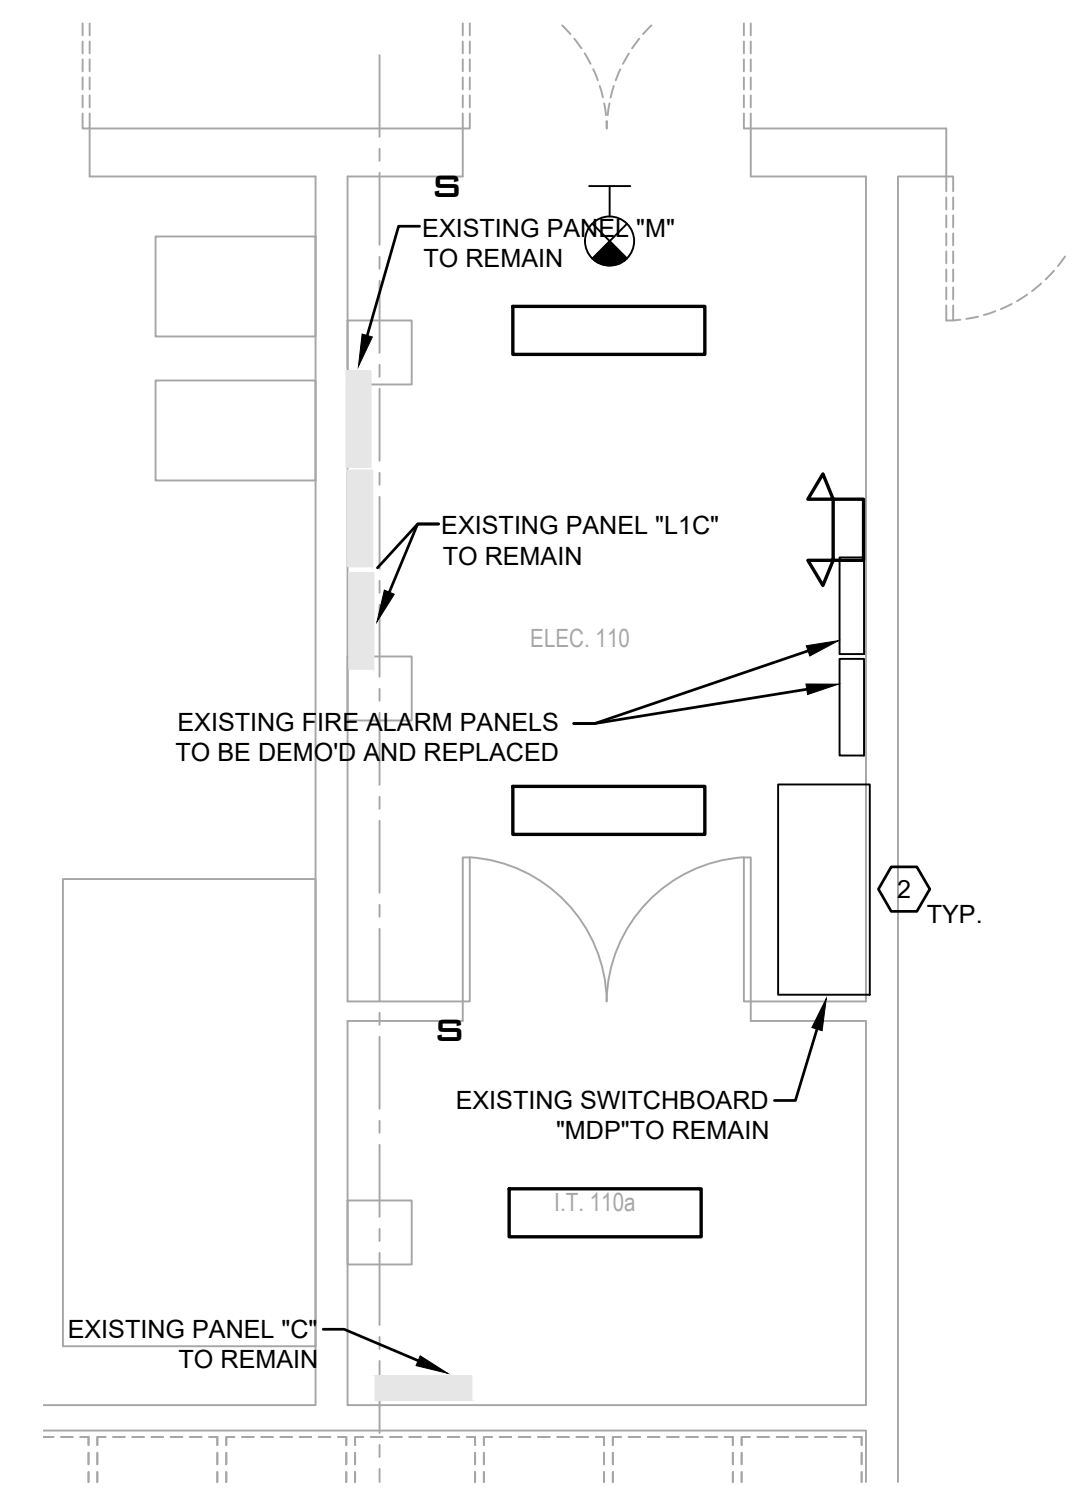 S
EXISTING PANEL "M"
TO REMAIN
EXISTING PANEL "L1C"
TO REMAIN
ELEC. 110
EXISTING FIRE ALARM PANELS
TO BE DEMO'D AND REPLACED
2
TYP.
S
EXISTING SWITCHBOARD
"MDP"TO REMAIN
I.T. 110a
EXISTING PANEL "C"
TO REMAIN